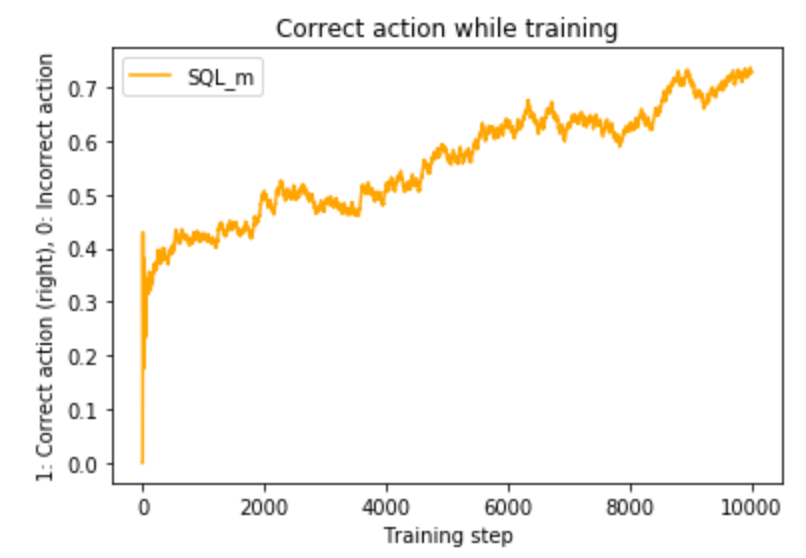 Correct action while training
SQL_m
1: Correct action (right), 0: Incorrect action
0.7
0.6
0.5
0.4
0.3
0.2
0.1
0.0
0 2000 4000 6000 8000 10000
Training step